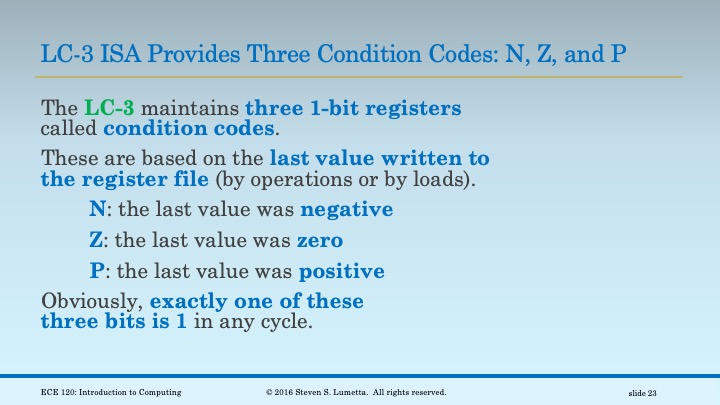 LC-3 ISA Provides Three Condition Codes: N, Z, and P
The LC-3 maintains three 1-bit registers
called condition codes.
These are based on the last value written to
the register file (by operations or by loads).
N: the last value was negative
Z: the last value was zero
P: the last value was positive
Obviously, exactly one of these
three bits is 1 in any cycle.
ECE 120: Introduction to Computing
© 2016 Steven S. Lumetta.  All rights reserved.
slide 23